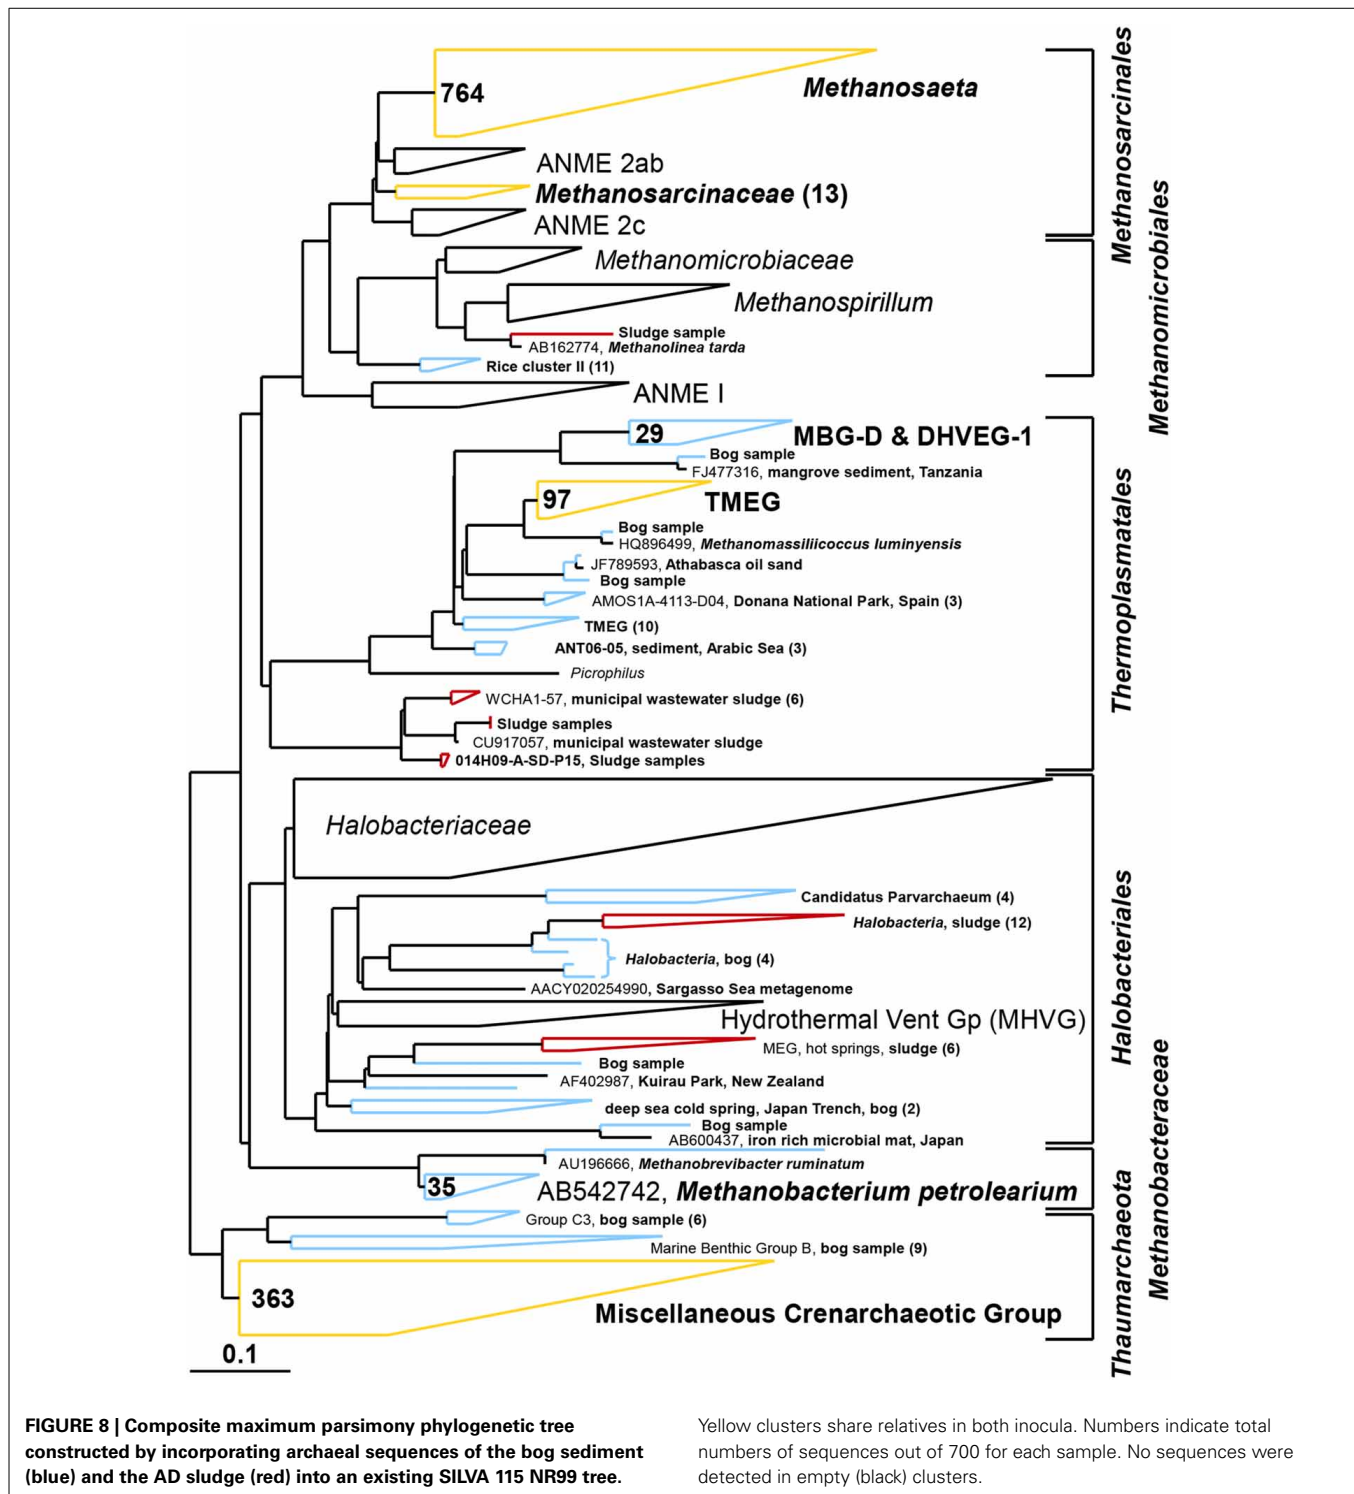 764
Methanosaeta
ANME 2ab
Methanosarcinaceae (13)
ANME 2c
Methanosarcinales
Methanomicrobiaceae
Methanospirillum
Sludge sample
AB162774, Methanolinea tarda
Rice cluster II (11)
Methanomicrobiales
ANME I
29
MBG-D & DHVEG-1
Bog sample
FJ477316, mangrove sediment, Tanzania
97
TMEG
Bog sample
HQ896499, Methanomassiliicoccus luminyensis
JF789593, Athabasca oil sand
Bog sample
AMOS1A-4113-D04, Donana National Park, Spain (3)
TMEG (10)
ANT06-05, sediment, Arabic Sea (3)
Picrophilus
WCHA1-57, municipal wastewater sludge (6)
Sludge samples
CU917057, municipal wastewater sludge
014H09-A-SD-P15, Sludge samples
Thermoplasmatales
Halobacteriaceae
Candidatus Parvarchaeum (4)
Halobacteria, sludge (12)
Halobacteria, bog (4)
AACY020254990, Sargasso Sea metagenome
Hydrothermal Vent Gp (MHVG)
MEG, hot springs, sludge (6)
Bog sample
AF402987, Kuirau Park, New Zealand
deep sea cold spring, Japan Trench, bog (2)
Bog sample
AB600437, iron rich microbial mat, Japan
Halobacteriales
AU196666, Methanobrevibacter ruminatum
35
AB542742, Methanobacterium petrolearium
Methanobacteraceae
Group C3, bog sample (6)
Marine Benthic Group B, bog sample (9)
363
Miscellaneous Crenarchaeotic Group
Thaumarchaeota
0.1
FIGURE 8 | Composite maximum parsimony phylogenetic tree
constructed by incorporating archaeal sequences of the bog sediment
(blue) and the AD sludge (red) into an existing SILVA 115 NR99 tree.
Yellow clusters share relatives in both inocula. Numbers indicate total
numbers of sequences out of 700 for each sample. No sequences were
detected in empty (black) clusters.